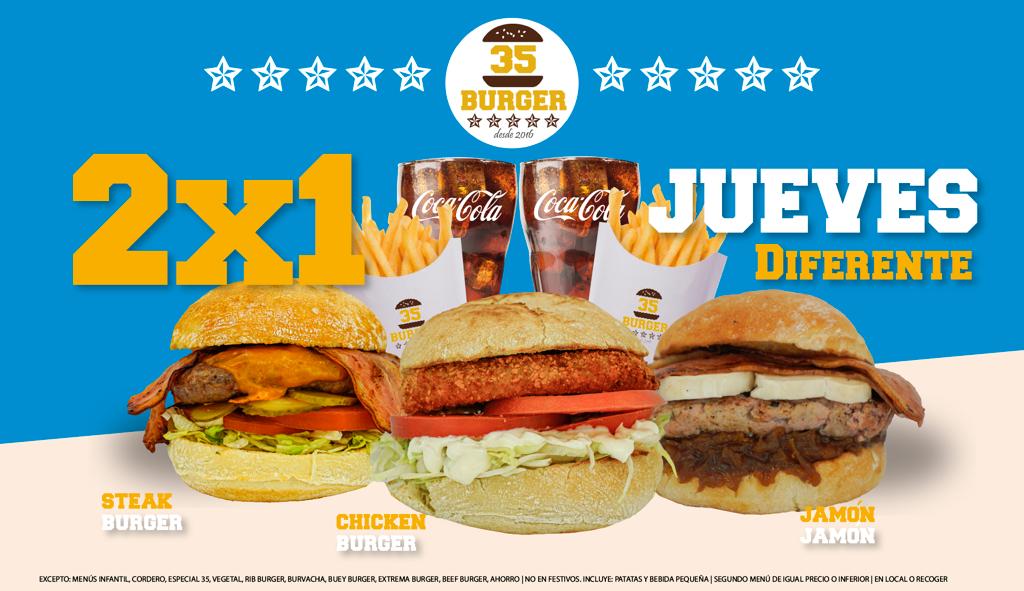 35
BURGER
desde 2016
2x1
Coca-Cola
Coca-Cola
JUEVES
DIFERENTE
35
BURGER
35
BURGER
STEAK
BURGER
CHICKEN
BURGER
JAMÓN
JAMÓN
EXCEPTO: MENÚS INFANTIL, CORDERO, ESPECIAL 35, VEGETAL, RIB BURGER, BURVACHA, BUEY BURGER, EXTREMA BURGER, BEEF BURGER, AHORRO | NO EN FESTIVOS. INCLUYE: PATATAS Y BEBIDA PEQUEÑA | SEGUNDO MENÚ DE IGUAL PRECIO O INFERIOR | EN LOCAL O RECOGER